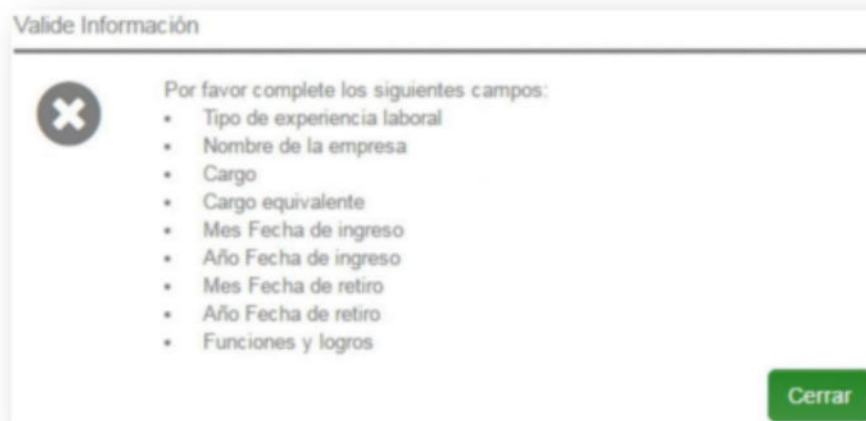 Valide Información
Por favor complete los siguientes campos:
Tipo de experiencia laboral
Nombre de la empresa
Cargo
Cargo equivalente
Mes Fecha de ingreso
Año Fecha de ingreso
Mes Fecha de retiro
Año Fecha de retiro
Funciones y logros
Cerrar